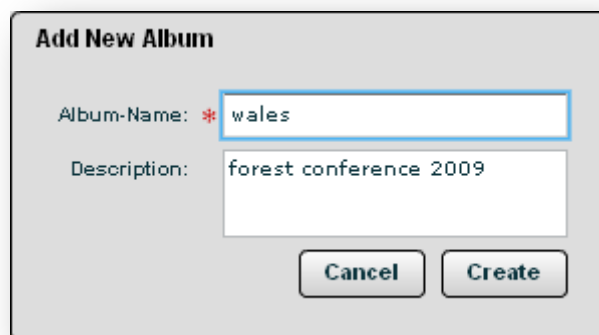 Add New Album
Album-Name: * wales
Description: forest conference 2009
Cancel Create